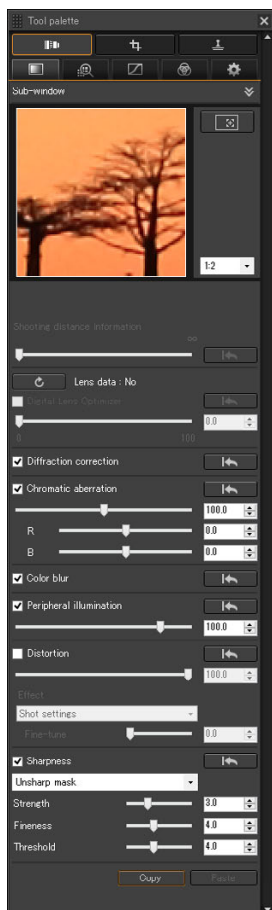 Tool palette
Sub-window
1:2
Shooting distance information
∞
Lens data : No
Digital Lens Optimizer
0.0
0 100
Diffraction correction
Chromatic aberration
100.0
R 0.0
B 0.0
Color blur
Peripheral illumination
100.0
Distortion
100.0
Effect
Shot settings
Fine-tune 0.0
Sharpness
Unsharp mask
Strength 3.0
Fineness 4.0
Threshold 4.0
Copy Paste